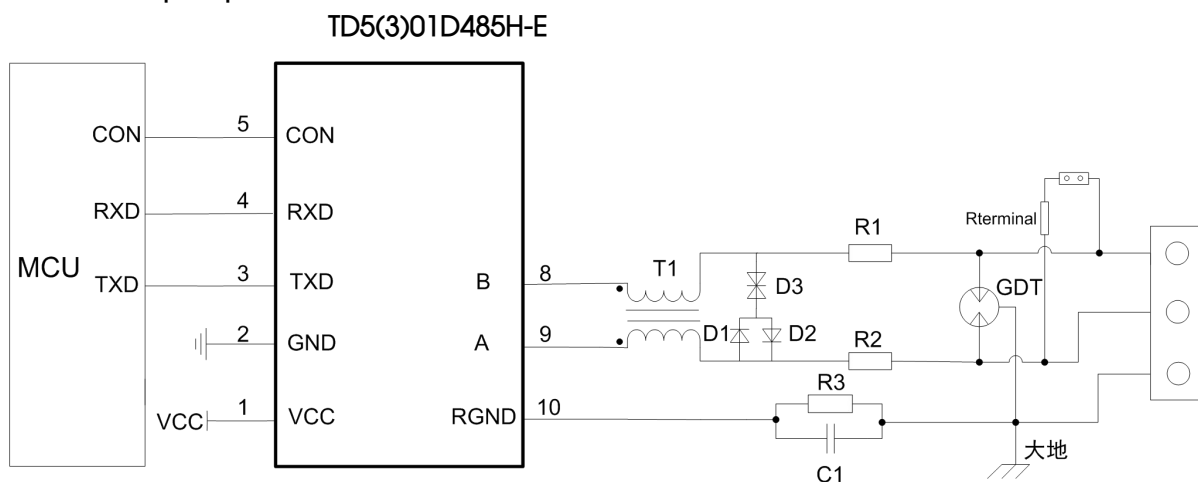 TD5(3)01D485H-E
MCU
CON
RXD
TXD
VCC
5
4
3
2
1
CON
RXD
TXD
GND
VCC
B
A
RGND
8
9
10
T1
D3
D1
D2
R1
R2
R3
C1
GDT
Rterminal
大地